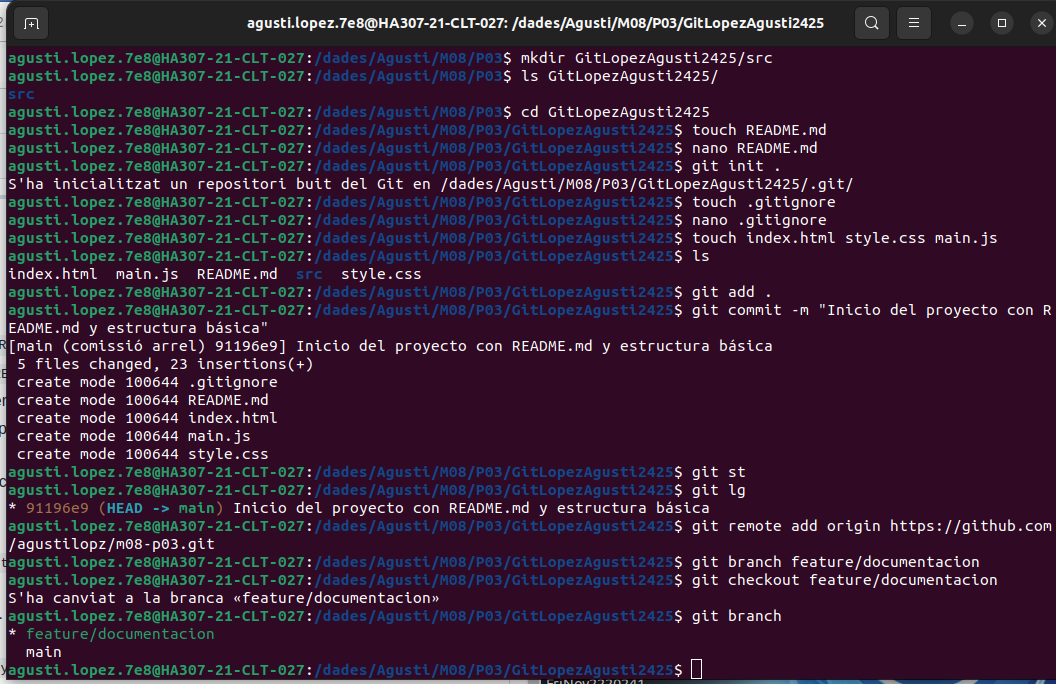 agusti.lopez.7e8@HA307-21-CLT-027: /dades/Agusti/M08/P03/GitLopezAgusti2425
agusti.lopez.7e8@HA307-21-CLT-027:/dades/Agusti/M08/P03$ mkdir GitLopezAgusti2425/src
agusti.lopez.7e8@HA307-21-CLT-027:/dades/Agusti/M08/P03$ ls GitLopezAgusti2425/
src
agusti.lopez.7e8@HA307-21-CLT-027:/dades/Agusti/M08/P03$ cd GitLopezAgusti2425
agusti.lopez.7e8@HA307-21-CLT-027:/dades/Agusti/M08/P03/GitLopezAgusti2425$ touch README.md
agusti.lopez.7e8@HA307-21-CLT-027:/dades/Agusti/M08/P03/GitLopezAgusti2425$ nano README.md
agusti.lopez.7e8@HA307-21-CLT-027:/dades/Agusti/M08/P03/GitLopezAgusti2425$ git init .
S'ha inicialitzat un repositori buit del Git en /dades/Agusti/M08/P03/GitLopezAgusti2425/.git/
agusti.lopez.7e8@HA307-21-CLT-027:/dades/Agusti/M08/P03/GitLopezAgusti2425$ touch .gitignore
agusti.lopez.7e8@HA307-21-CLT-027:/dades/Agusti/M08/P03/GitLopezAgusti2425$ nano .gitignore
agusti.lopez.7e8@HA307-21-CLT-027:/dades/Agusti/M08/P03/GitLopezAgusti2425$ touch index.html style.css main.js
agusti.lopez.7e8@HA307-21-CLT-027:/dades/Agusti/M08/P03/GitLopezAgusti2425$ ls
index.html  main.js  README.md  src  style.css
agusti.lopez.7e8@HA307-21-CLT-027:/dades/Agusti/M08/P03/GitLopezAgusti2425$ git add .
agusti.lopez.7e8@HA307-21-CLT-027:/dades/Agusti/M08/P03/GitLopezAgusti2425$ git commit -m "Inicio del proyecto con R
EADME.md y estructura básica"
[main (comissió arrel) 91196e9] Inicio del proyecto con README.md y estructura básica
 5 files changed, 23 insertions(+)
 create mode 100644 .gitignore
 create mode 100644 README.md
 create mode 100644 index.html
 create mode 100644 main.js
 create mode 100644 style.css
agusti.lopez.7e8@HA307-21-CLT-027:/dades/Agusti/M08/P03/GitLopezAgusti2425$ git st
agusti.lopez.7e8@HA307-21-CLT-027:/dades/Agusti/M08/P03/GitLopezAgusti2425$ git lg
* 91196e9 (HEAD -> main) Inicio del proyecto con README.md y estructura básica
agusti.lopez.7e8@HA307-21-CLT-027:/dades/Agusti/M08/P03/GitLopezAgusti2425$ git remote add origin https://github.com
/agustilopz/m08-p03.git
agusti.lopez.7e8@HA307-21-CLT-027:/dades/Agusti/M08/P03/GitLopezAgusti2425$ git branch feature/documentacion
agusti.lopez.7e8@HA307-21-CLT-027:/dades/Agusti/M08/P03/GitLopezAgusti2425$ git checkout feature/documentacion
S'ha canviat a la branca «feature/documentacion»
agusti.lopez.7e8@HA307-21-CLT-027:/dades/Agusti/M08/P03/GitLopezAgusti2425$ git branch
* feature/documentacion
  main
agusti.lopez.7e8@HA307-21-CLT-027:/dades/Agusti/M08/P03/GitLopezAgusti2425$